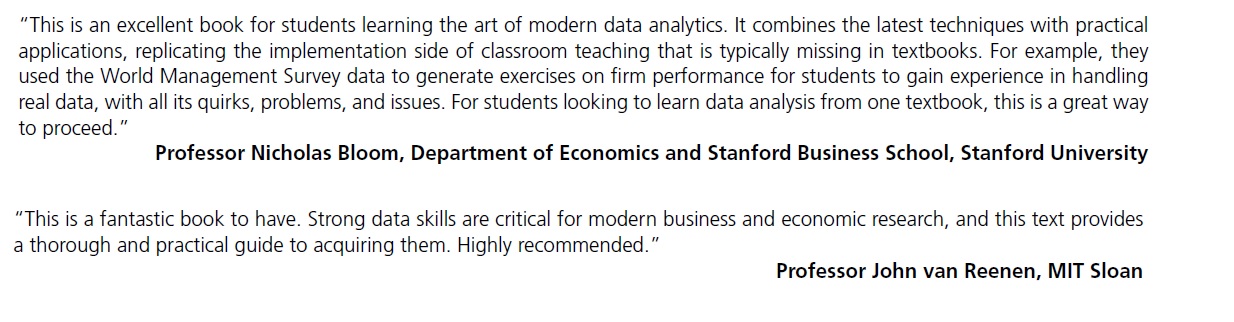 “This is an excellent book for students learning the art of modern data analytics. It combines the latest techniques with practical
applications, replicating the implementation side of classroom teaching that is typically missing in textbooks. For example, they
used the World Management Survey data to generate exercises on firm performance for students to gain experience in handling
real data, with all its quirks, problems, and issues. For students looking to learn data analysis from one textbook, this is a great way
to proceed.”
Professor Nicholas Bloom, Department of Economics and Stanford Business School, Stanford University
“This is a fantastic book to have. Strong data skills are critical for modern business and economic research, and this text provides
a thorough and practical guide to acquiring them. Highly recommended.”
Professor John van Reenen, MIT Sloan